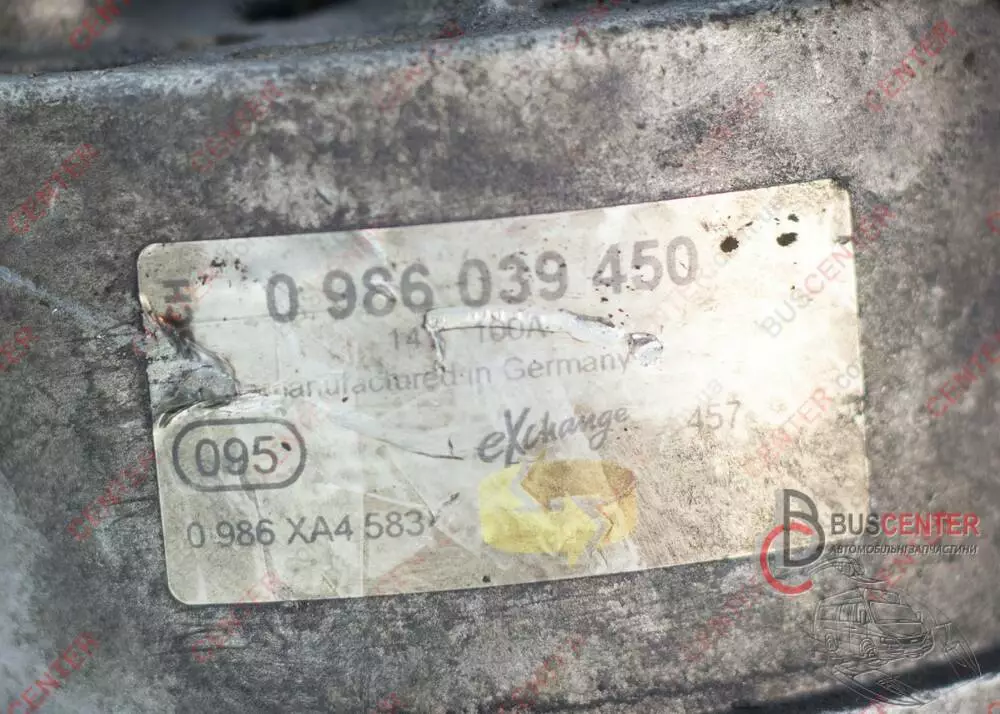 H
0 986 039 450
14 160A
manufactured in Germany
eXchange
457
095
0 986 XA4 583
BUSCENTER
АВТОМОБІЛЬНІ ЗАПЧАСТИНИ